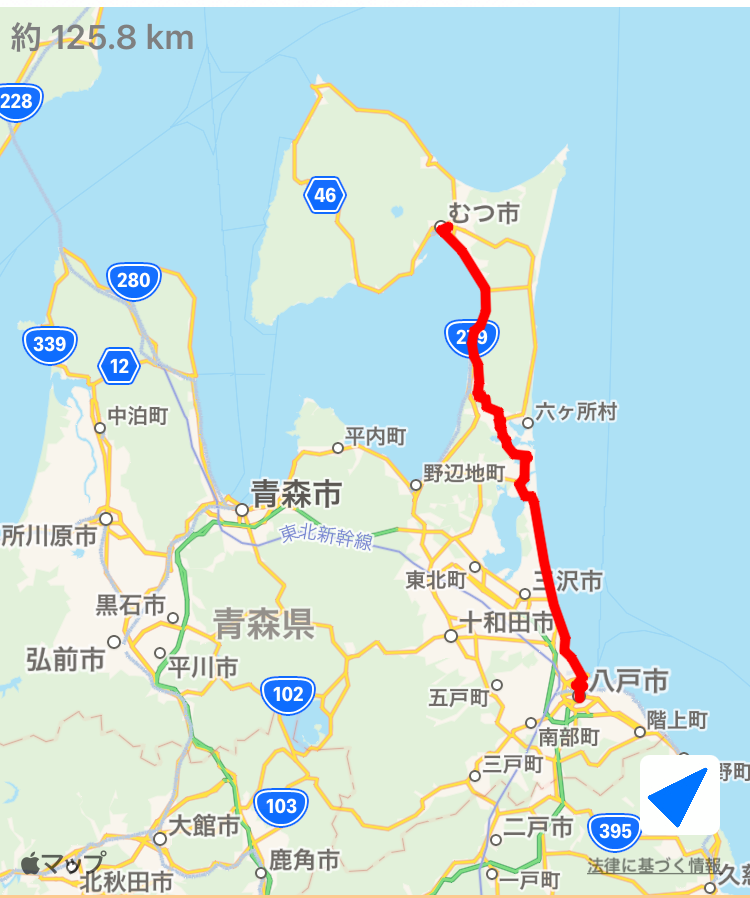 約 125.8 km
228
46
むつ市
280
339
279
12
中泊町
六ヶ所村
平内町
野辺地町
青森市
所川原市
東北新幹線
東北町
三沢市
黒石市
青森県
十和田市
弘前市
平川市
八戸市
102
五戸町
階上町
南部町
三戸町
野町
103
大館市
二戸市
395
マップ
鹿角市
法律に基づく情報
北秋田市
一戸町
久慈